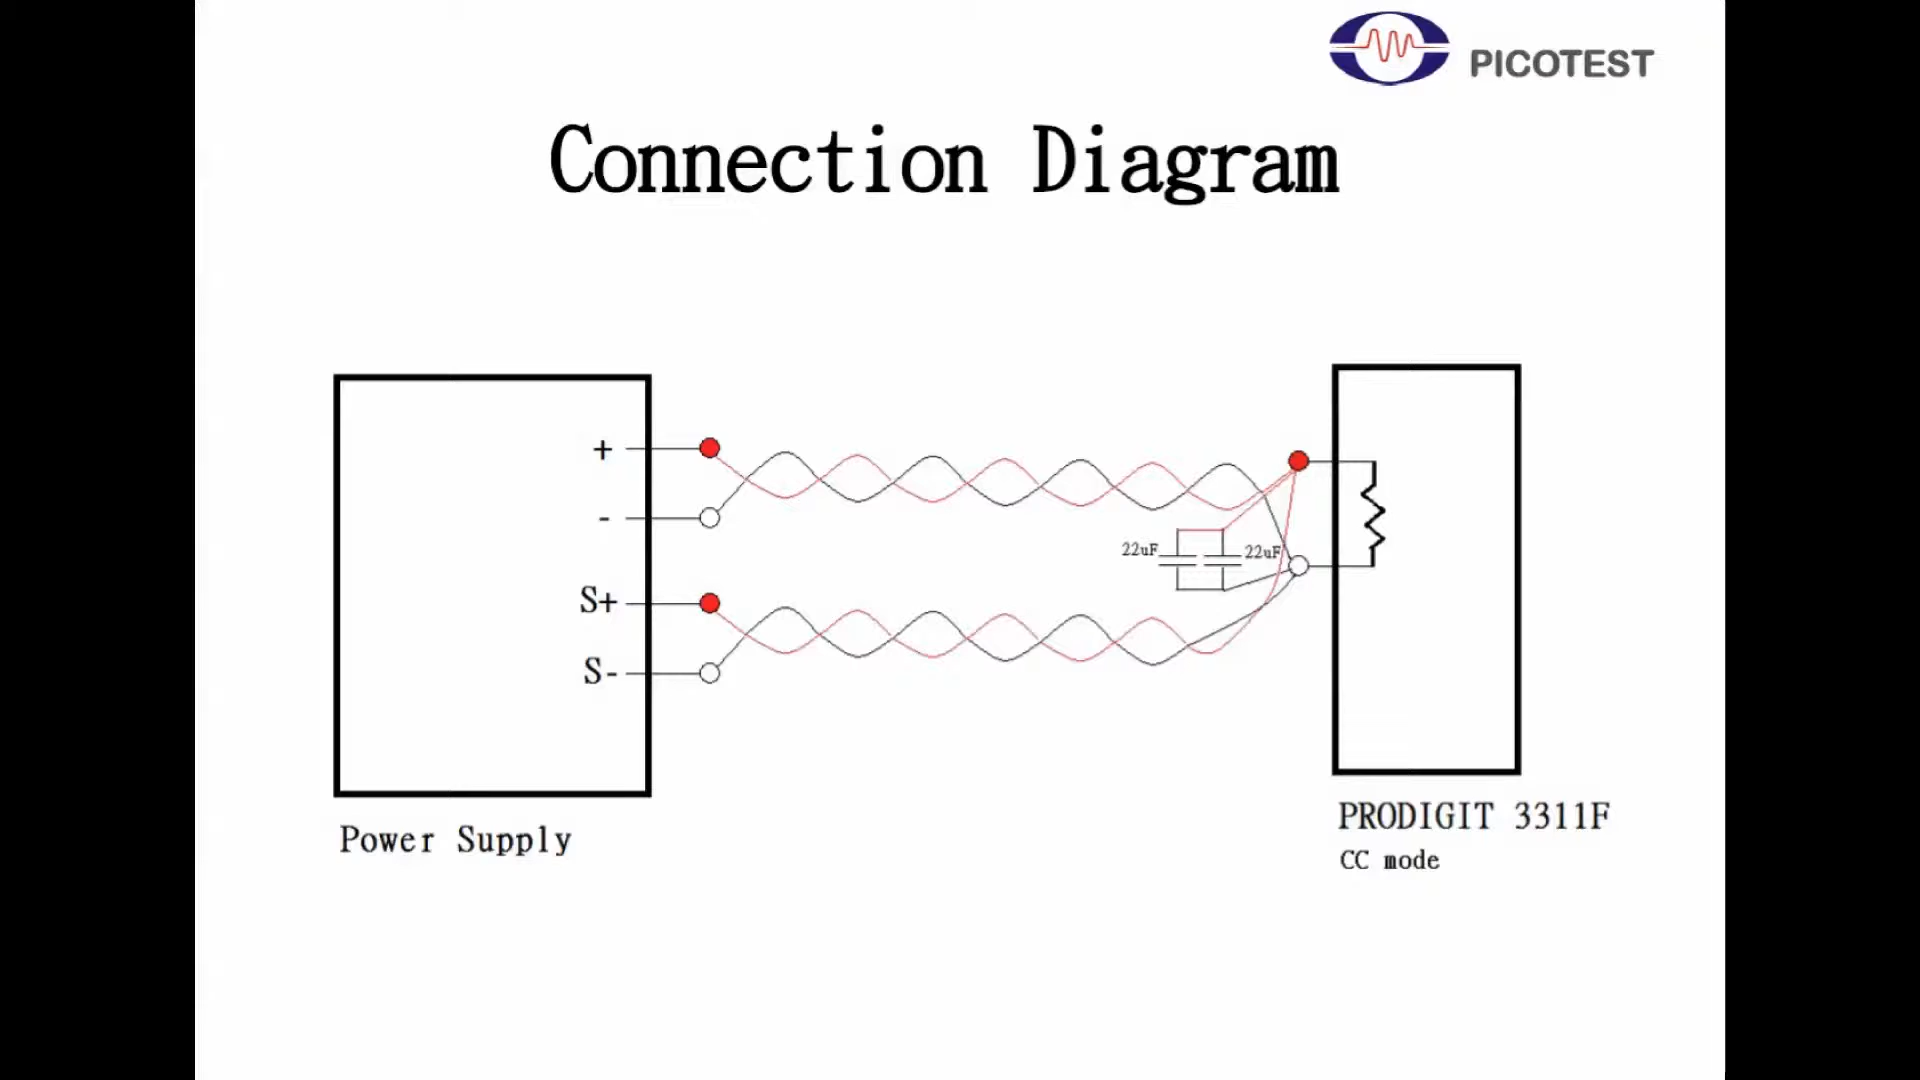 PICOTEST
Connection Diagram
+
-
22uF
22uF
S+
S-
PRODIGIT 3311F
Power Supply
CC mode